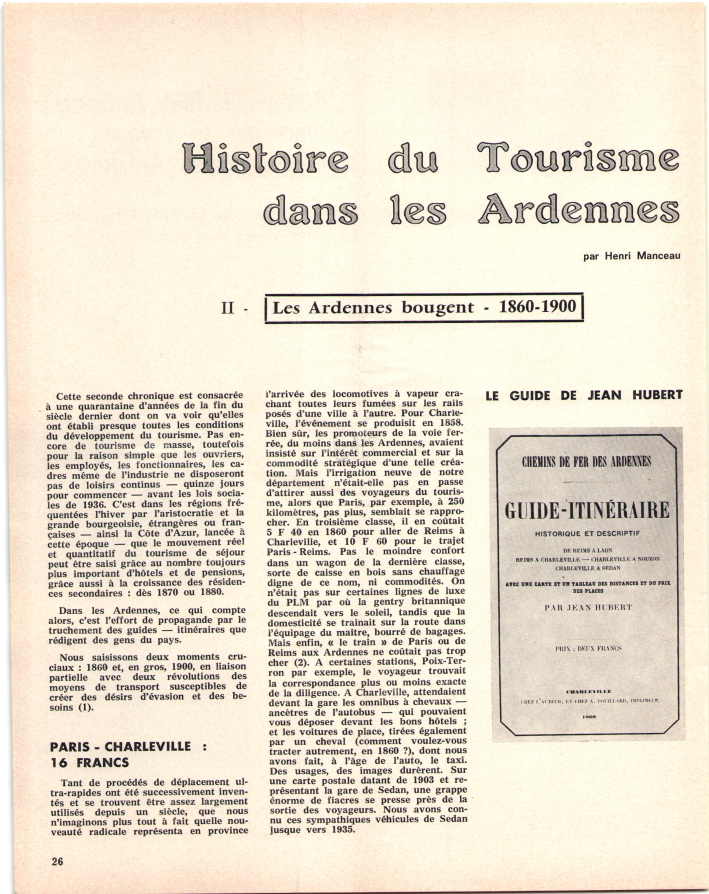 Histoire du Tourisme
dans les Ardennes
par Henri Manceau
II - Les Ardennes bougent - 1860-1900
Cette seconde chronique est consacrée
à une quarantaine d'années de la fin du
siècle dernier dont on va voir qu'elles
ont établi presque toutes les conditions
du développement du tourisme. Pas en-
core de tourisme de masse, toutefois
pour la raison simple que les ouvriers,
les employés, les fonctionnaires, les ca-
dres même de l'industrie ne disposeront
pas de loisirs continus — quinze jours
pour commencer — avant les lois socia-
les de 1936. C'est dans les régions fré-
quentées l'hiver par l'aristocratie et la
grande bourgeoisie, étrangères ou fran-
çaises — ainsi la Côte d'Azur, lancée à
cette époque — que le mouvement réel
et quantitatif du tourisme de séjour
peut être saisi grâce au nombre toujours
plus important d'hôtels et de pensions,
grâce aussi à la croissance des résiden-
ces secondaires : dès 1870 ou 1880.
Dans les Ardennes, ce qui compte
alors, c'est l'effort de propagande par le
truchement des guides — itinéraires que
rédigent des gens du pays.
Nous saisissons deux moments cru-
ciaux : 1860 et, en gros, 1900, en liaison
partielle avec deux révolutions des
moyens de transport susceptibles de
créer des désirs d'évasion et des be-
soins (1).
PARIS - CHARLEVILLE :
16 FRANCS
Tant de procédés de déplacement ul-
tra-rapides ont été successivement inven-
tés et se trouvent être assez largement
utilisés depuis un siècle, que nous
n'imaginons plus tout à fait quelle nou-
veauté radicale représenta en province
l'arrivée des locomotives à vapeur cra-
chant toutes leurs fumées sur les rails
posés d'une ville à l'autre. Pour Charle-
ville, l'événement se produisit en 1858.
Bien sûr, les promoteurs de la voie fer-
rée, du moins dans les Ardennes, avaient
insisté sur l'intérêt commercial et sur la
commodité stratégique d'une telle créa-
tion. Mais l'irrigation neuve de notre
département n'était-elle pas en passe
d'attirer aussi des voyageurs du touris-
me, alors que Paris, par exemple, à 250
kilomètres, pas plus, semblait se rappro-
cher. En troisième classe, il en coûtait
5 F 40 en 1860 pour aller de Reims à
Charleville, et 10 F 60 pour le trajet
Paris - Reims. Pas le moindre confort
dans un wagon de la dernière classe,
sorte de caisse en bois sans chauffage
digne de ce nom, ni commodités. On
n'était pas sur certaines lignes de luxe
du PLM par où la gentry britannique
descendait vers le soleil, tandis que la
domesticité se trainait sur la route dans
l'équipage du maître, bourré de bagages.
Mais enfin, « le train » de Paris ou de
Reims aux Ardennes ne coûtait pas trop
cher (2). A certaines stations, Poix-Ter-
ron par exemple, le voyageur trouvait
la correspondance plus ou moins exacte
de la diligence. A Charleville, attendaient
devant la gare les omnibus à chevaux —
ancètres de l'autobus — qui pouvaient
vous déposer devant les bons hôtels ;
et les voitures de place, tirées également
par un cheval (comment voulez-vous
tracter autrement, en 1860 ?), dont nous
avons fait, à l'âge de l'auto, le taxi.
Des usages, des images durèrent. Sur
une carte postale datant de 1903 et re-
présentant la gare de Sedan, une grappe
énorme de fiacres se presse près de la
sortie des voyageurs. Nous avons con-
nu ces sympathiques véhicules de Sedan
jusque vers 1935.
LE GUIDE DE JEAN HUBERT
CHEMINS DE FER DES ARDENNES
GUIDE-ITINÉRAIRE
HISTORIQUE ET DESCRIPTIF
DE REIMS A LAON
REIMS A CHARLEVILLE — CHARLEVILLE A NOUZON
CHARLEVILLE A SEDAN
AVEC UNE CARTE ET UN TABLEAU DES DISTANCES ET DU PRIX
DES PLACES
PAR JEAN HUBERT
PRIX : DEUX FRANCS
CHARLEVILLE
CHEZ L'AUTEUR, ET CHEZ A. POUILLARD, IMPRIMEUR
1860
26